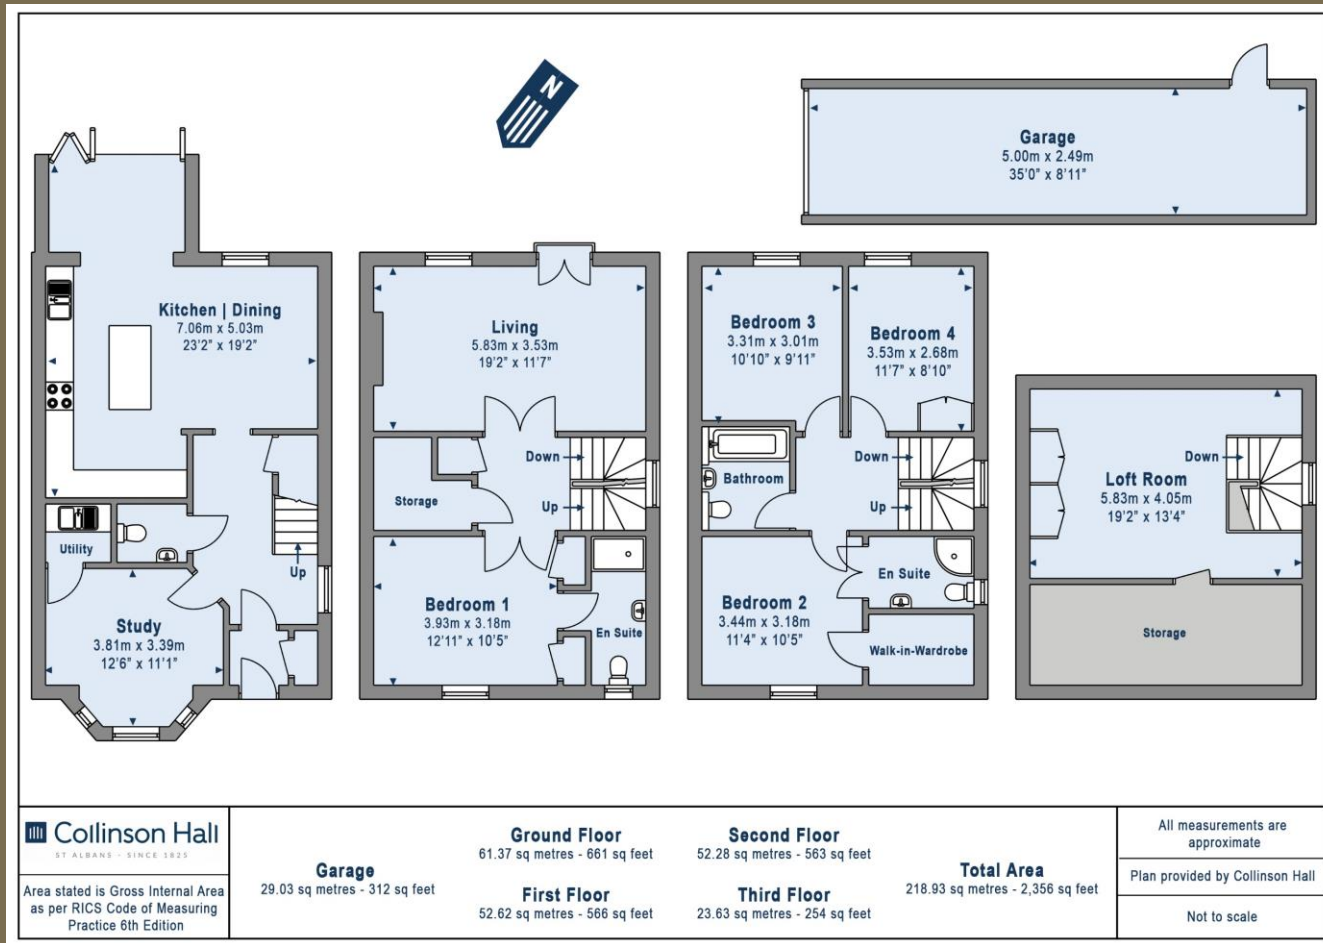 N
Garage
5.00m x 2.49m
35'0" x 8'11"
Kitchen | Dining
7.06m x 5.03m
23'2" x 19'2"
Utility
Up
Study
3.81m x 3.39m
12'6" x 11'1"
Living
5.83m x 3.53m
19'2" x 11'7"
Down
Storage
Up
Bedroom 1
3.93m x 3.18m
12'11" x 10'5"
En Suite
Bedroom 3
3.31m x 3.01m
10'10" x 9'11"
Bedroom 4
3.53m x 2.68m
11'7" x 8'10"
Bathroom
Down
Up
En Suite
Bedroom 2
3.44m x 3.18m
11'4" x 10'5"
Walk-in-Wardrobe
Down
Loft Room
5.83m x 4.05m
19'2" x 13'4"
Storage
Collinson Hall
ST ALBANS - SINCE 1825
Area stated is Gross Internal Area
as per RICS Code of Measuring
Practice 6th Edition
Garage
29.03 sq metres - 312 sq feet
Ground Floor
61.37 sq metres - 661 sq feet
First Floor
52.62 sq metres - 566 sq feet
Second Floor
52.28 sq metres - 563 sq feet
Third Floor
23.63 sq metres - 254 sq feet
Total Area
218.93 sq metres - 2,356 sq feet
All measurements are
approximate
Plan provided by Collinson Hall
Not to scale